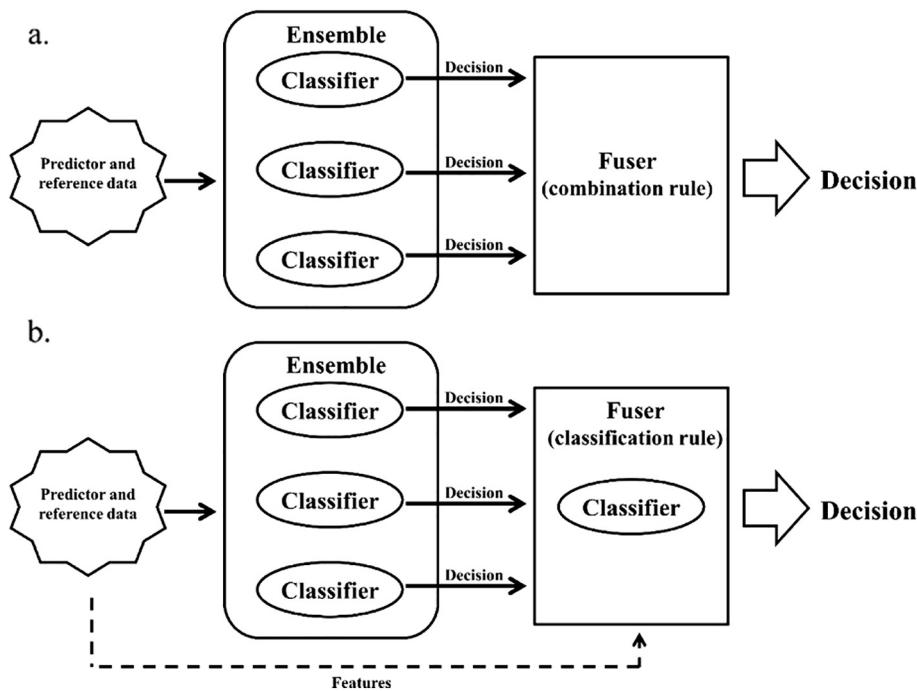 a.
Ensemble
Predictor and
reference data
Classifier
Classifier
Classifier
Decision
Decision
Decision
Fuser
(combination rule)
Decision
b.
Ensemble
Predictor and
reference data
Classifier
Classifier
Classifier
Decision
Decision
Decision
Fuser
(classification rule)
Classifier
Decision
Features